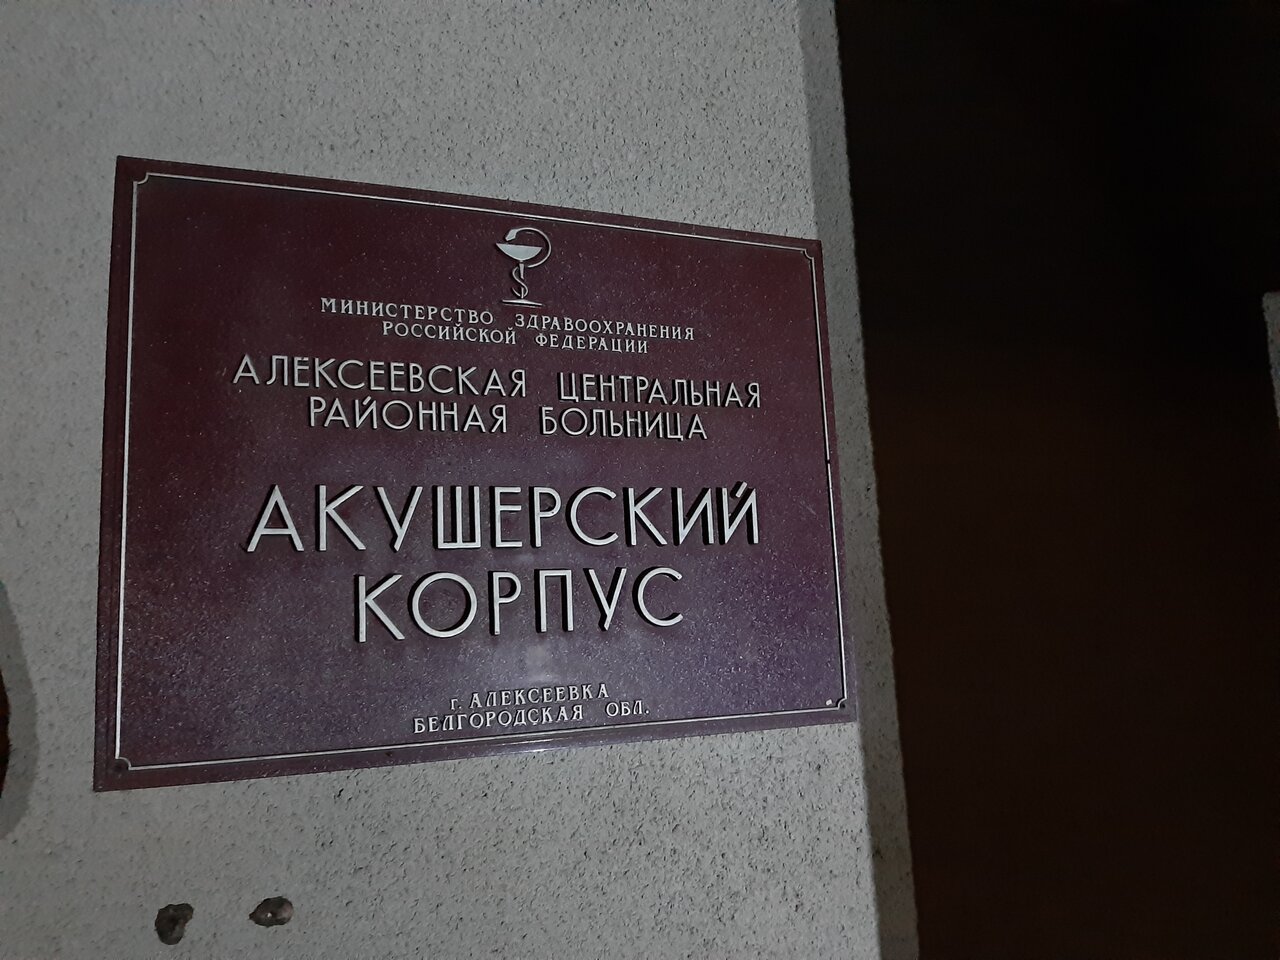 МИНИСТЕРСТВО ЗДРАВООХРАНЕНИЯ
РОССИЙСКОЙ ФЕДЕРАЦИИ
АЛЕКСЕЕВСКАЯ ЦЕНТРАЛЬНАЯ
РАЙОННАЯ БОЛЬНИЦА
АКУШЕРСКИЙ
КОРПУС
г. АЛЕКСЕЕВКА
БЕЛГОРОДСКАЯ ОБЛ.